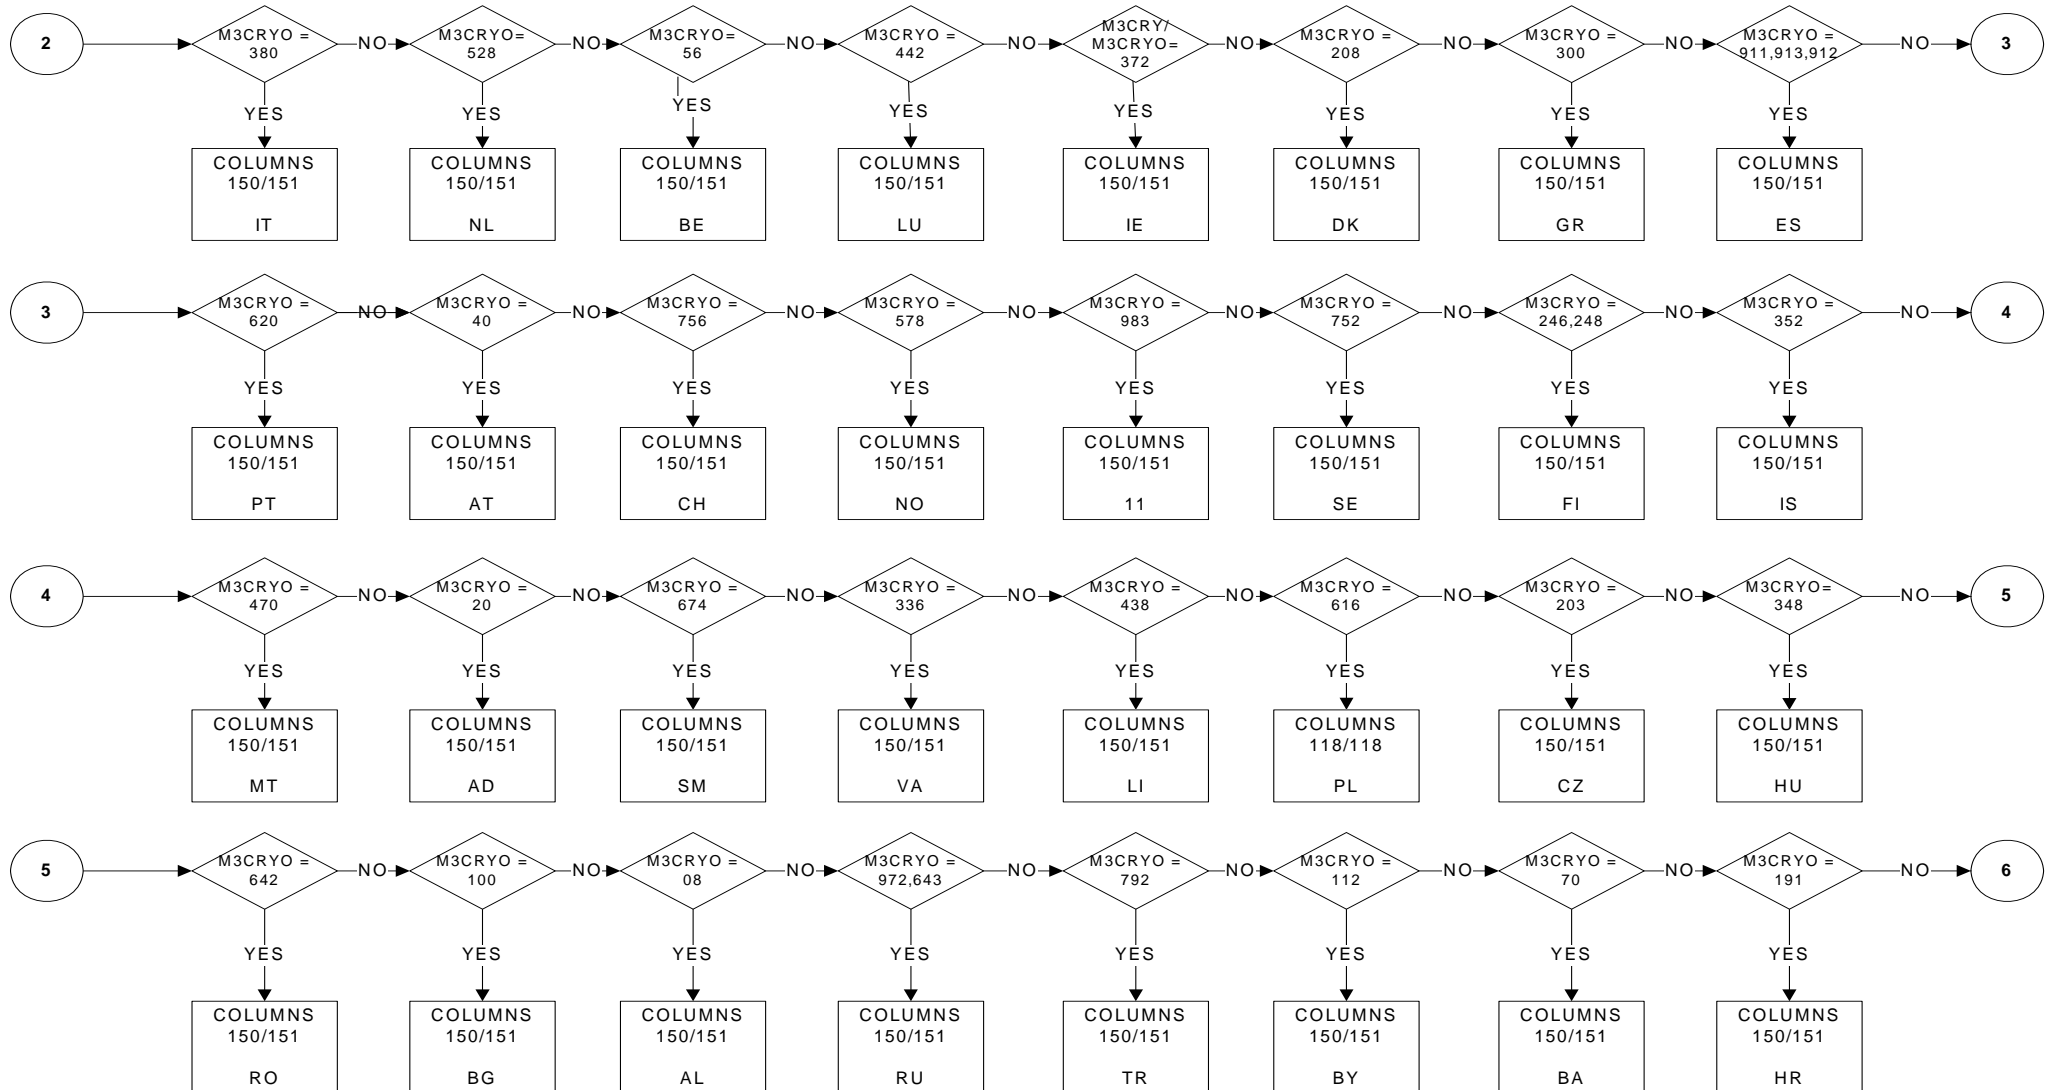 2
M3CRYO =
380
NO
M3CRYO=
528
NO
M3CRYO=
56
NO
M3CRYO =
442
NO
M3CRY/
M3CRYO=
372
NO
M3CRYO =
208
NO
M3CRYO =
300
NO
M3CRYO =
911,913,912
NO
3
YES
YES
YES
YES
YES
YES
YES
YES
COLUMNS
150/151
IT
COLUMNS
150/151
NL
COLUMNS
150/151
BE
COLUMNS
150/151
LU
COLUMNS
150/151
IE
COLUMNS
150/151
DK
COLUMNS
150/151
GR
COLUMNS
150/151
ES
3
M3CRYO =
620
NO
M3CRYO =
40
NO
M3CRYO =
756
NO
M3CRYO =
578
NO
M3CRYO =
983
NO
M3CRYO =
752
NO
M3CRYO =
246,248
NO
M3CRYO =
352
NO
4
YES
YES
YES
YES
YES
YES
YES
YES
COLUMNS
150/151
PT
COLUMNS
150/151
AT
COLUMNS
150/151
CH
COLUMNS
150/151
NO
COLUMNS
150/151
11
COLUMNS
150/151
SE
COLUMNS
150/151
FI
COLUMNS
150/151
IS
4
M3CRYO =
470
NO
M3CRYO =
20
NO
M3CRYO =
674
NO
M3CRYO =
336
NO
M3CRYO =
438
NO
M3CRYO =
616
NO
M3CRYO =
203
NO
M3CRYO=
348
NO
5
YES
YES
YES
YES
YES
YES
YES
YES
COLUMNS
150/151
MT
COLUMNS
150/151
AD
COLUMNS
150/151
SM
COLUMNS
150/151
VA
COLUMNS
150/151
LI
COLUMNS
118/118
PL
COLUMNS
150/151
CZ
COLUMNS
150/151
HU
5
M3CRYO =
642
NO
M3CRYO =
100
NO
M3CRYO =
08
NO
M3CRYO =
972,643
NO
M3CRYO =
792
NO
M3CRYO =
112
NO
M3CRYO =
70
NO
M3CRYO =
191
NO
6
YES
YES
YES
YES
YES
YES
YES
YES
COLUMNS
150/151
RO
COLUMNS
150/151
BG
COLUMNS
150/151
AL
COLUMNS
150/151
RU
COLUMNS
150/151
TR
COLUMNS
150/151
BY
COLUMNS
150/151
BA
COLUMNS
150/151
HR